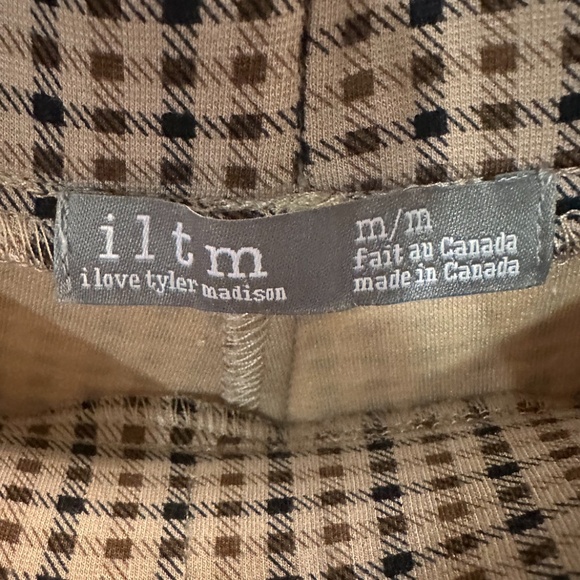 iltm
i love tyler madison
m/m
fait au Canada
made in Canada